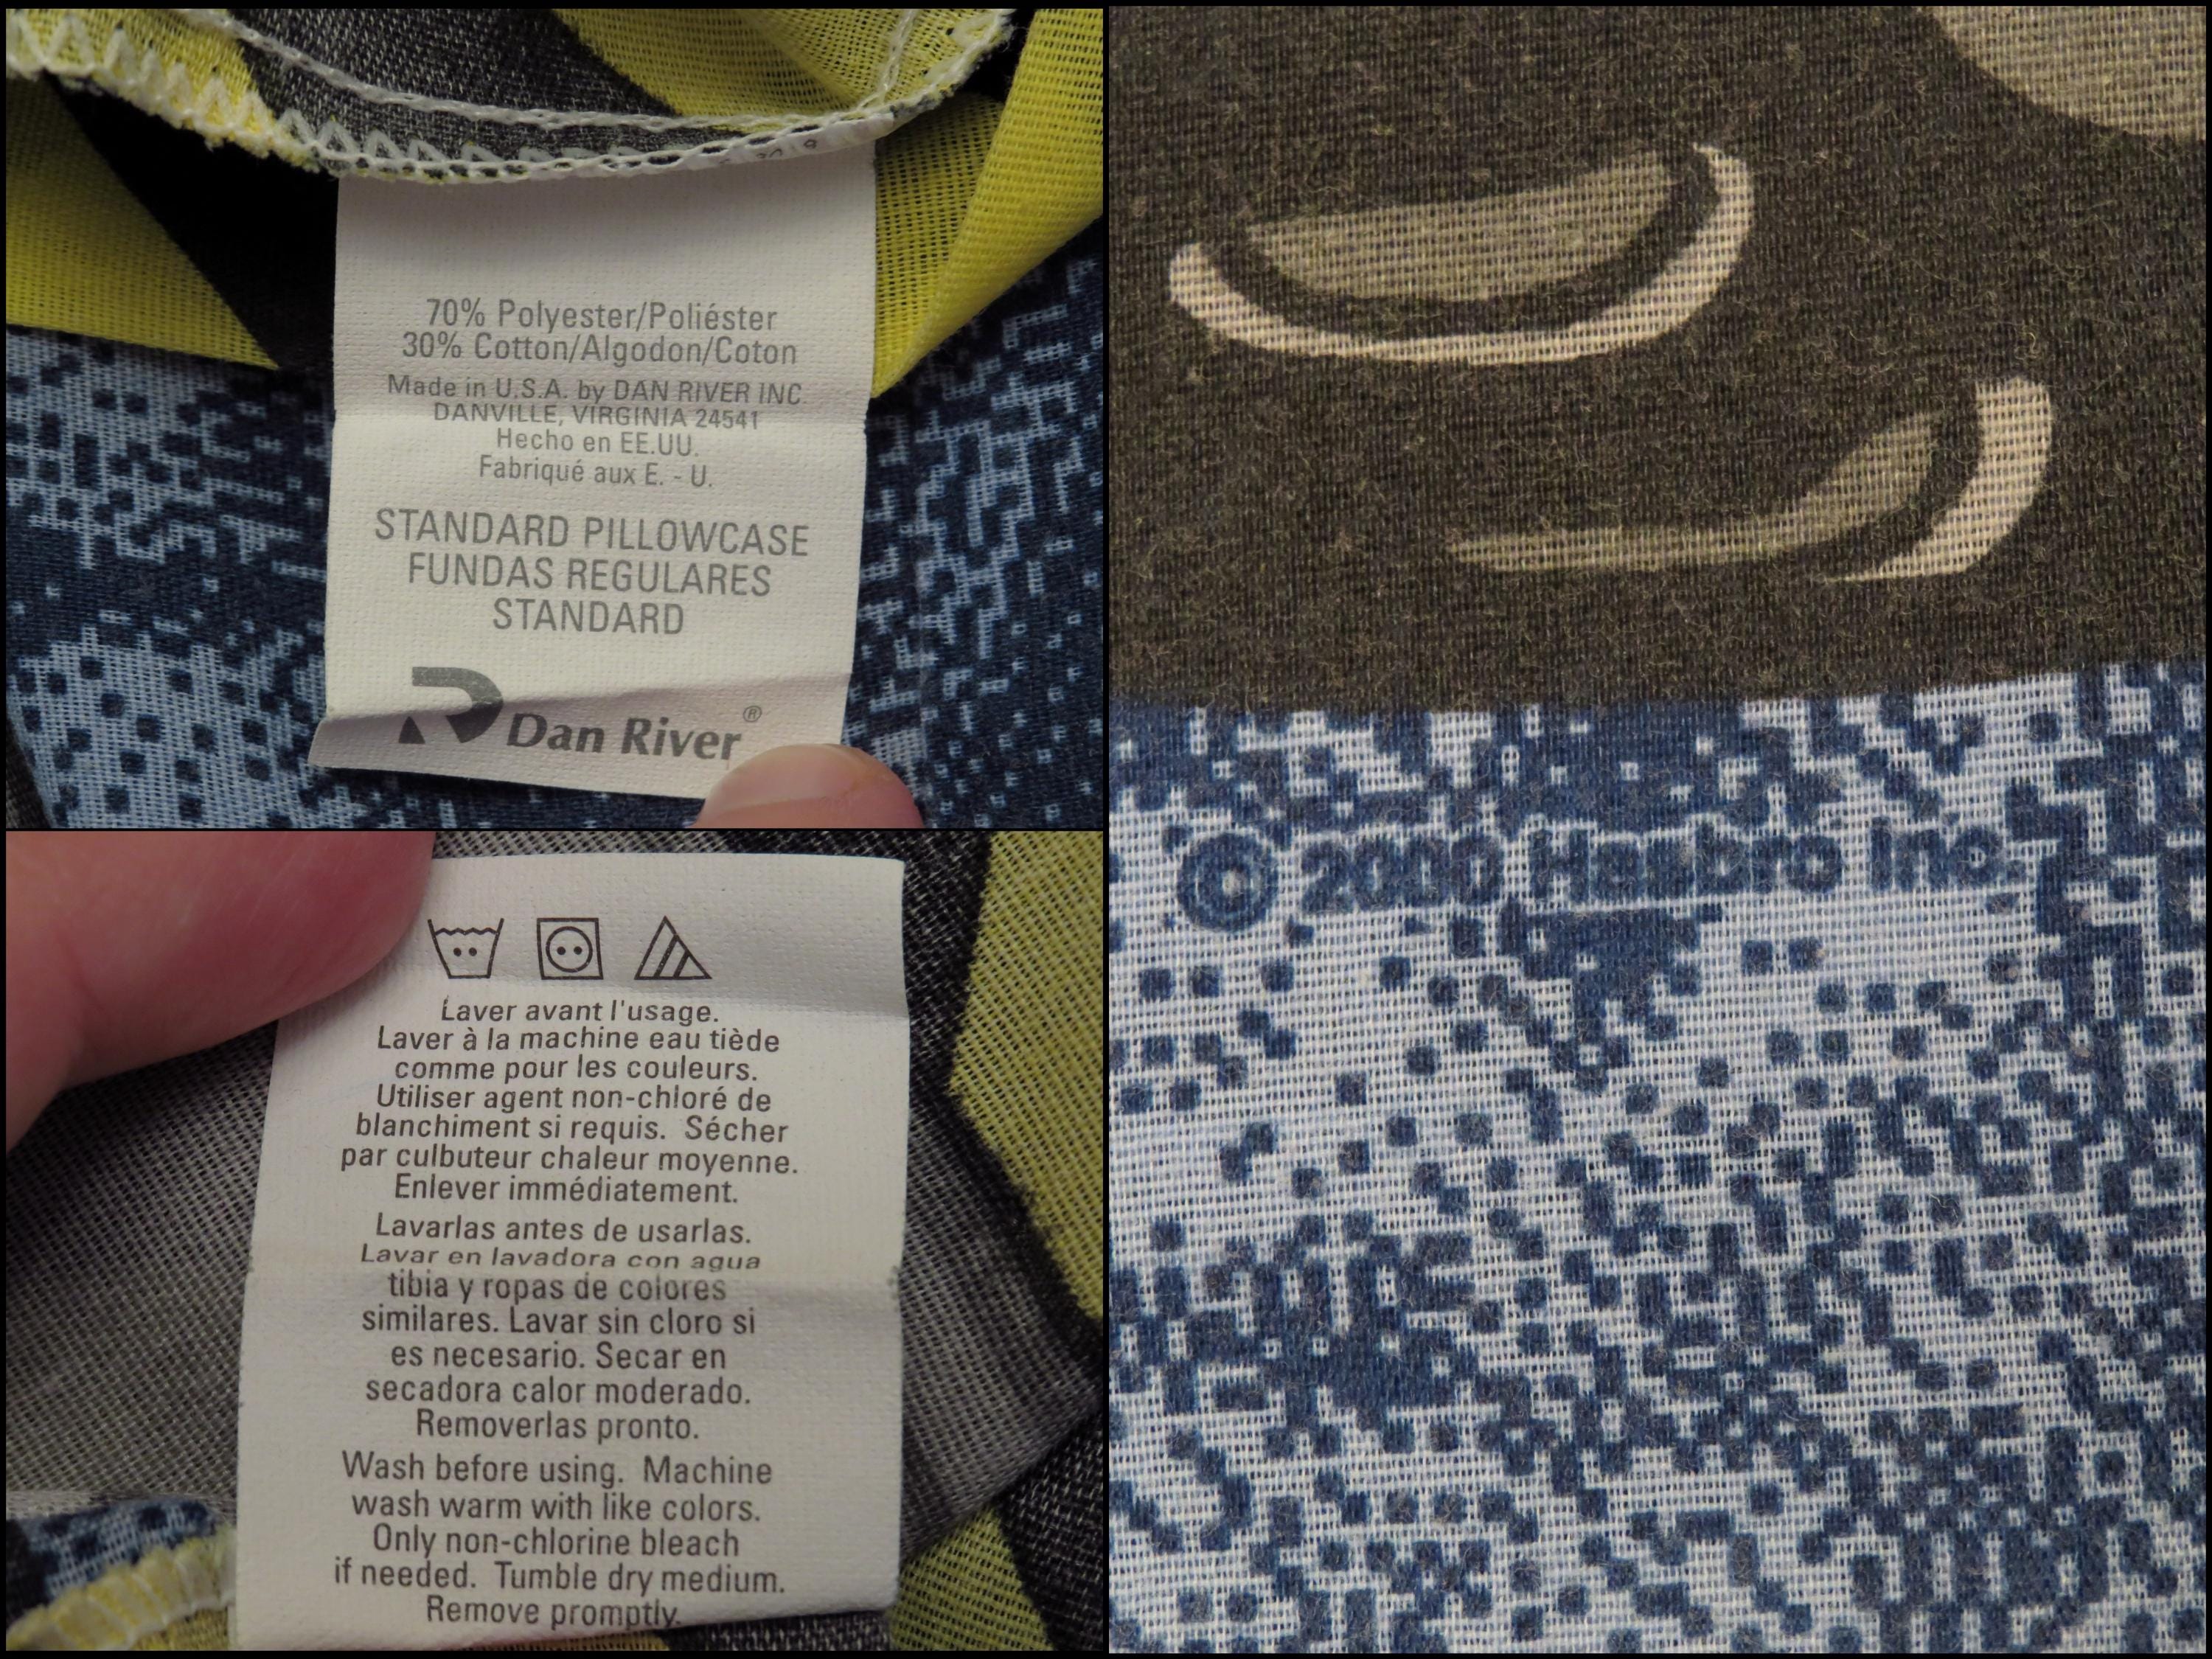 70% Polyester/Poliéster
30% Cotton/Algodon/Coton
Made in U.S.A. by DAN RIVER INC.
DANVILLE, VIRGINIA 24541
Hecho en EE.UU.
Fabriqué aux E. - U.
STANDARD PILLOWCASE
FUNDAS REGULARES
STANDARD
Dan River®
Laver avant l'usage.
Laver à la machine eau tiède
comme pour les couleurs.
Utiliser agent non-chloré de
blanchiment si requis. Sécher
par culbuteur chaleur moyenne.
Enlever immédiatement.
Lavarlas antes de usarlas.
Lavar en lavadora con agua
tibia y ropas de colores
similares. Lavar sin cloro si
es necesario. Secar en
secadora calor moderado.
Removerlas pronto.
Wash before using. Machine
wash warm with like colors.
Only non-chlorine bleach
if needed. Tumble dry medium.
Remove promptly.
© 2000 Hasbro Inc.